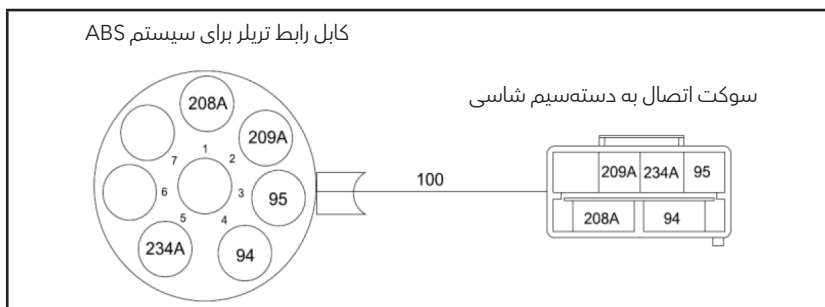 کابل رابط تریلر برای سیستم ABS
سوکت اتصال به دسته‌سیم شاسی
208A
209A
1
2
7
3
6
95
5
4
234A
94
100
209A 234A 95
208A 94